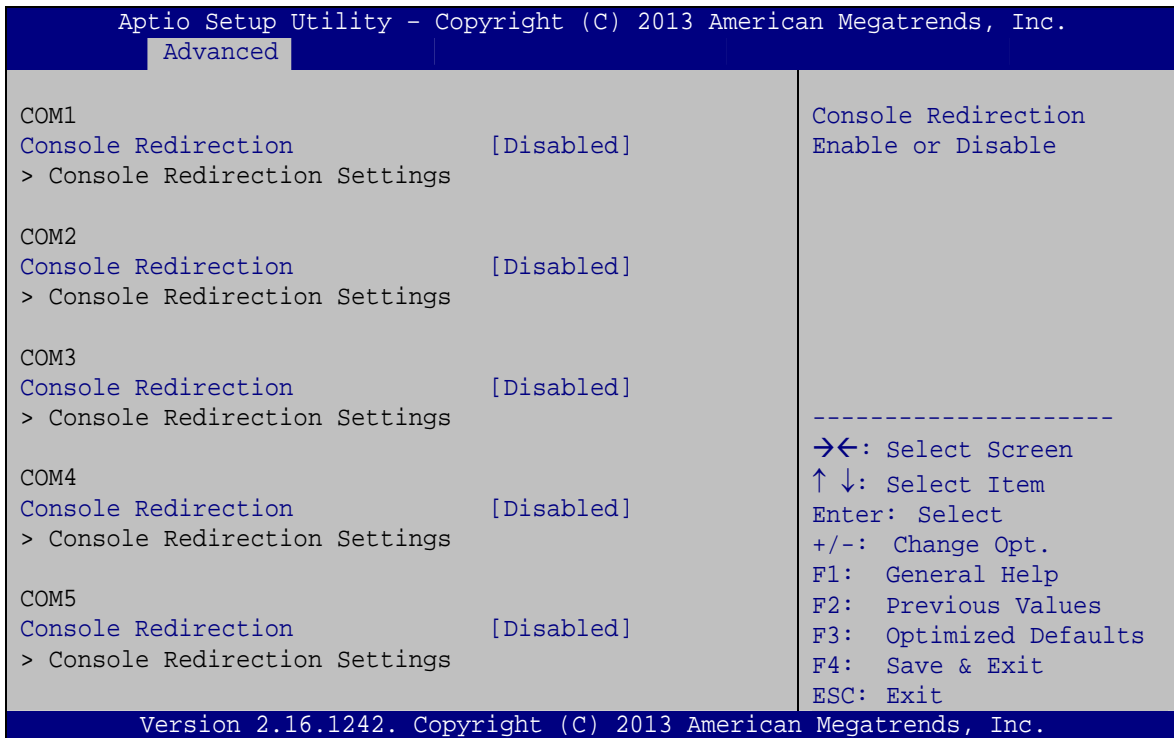 Aptio Setup Utility – Copyright (C) 2013 American Megatrends, Inc.
Advanced
COM1
Console Redirection [Disabled]
> Console Redirection Settings
COM2
Console Redirection [Disabled]
> Console Redirection Settings
COM3
Console Redirection [Disabled]
> Console Redirection Settings
COM4
Console Redirection [Disabled]
> Console Redirection Settings
COM5
Console Redirection [Disabled]
> Console Redirection Settings
Console Redirection
Enable or Disable
---------------------
→←: Select Screen
↑ ↓: Select Item
Enter: Select
+/-: Change Opt.
F1: General Help
F2: Previous Values
F3: Optimized Defaults
F4: Save & Exit
ESC: Exit
Version 2.16.1242. Copyright (C) 2013 American Megatrends, Inc.